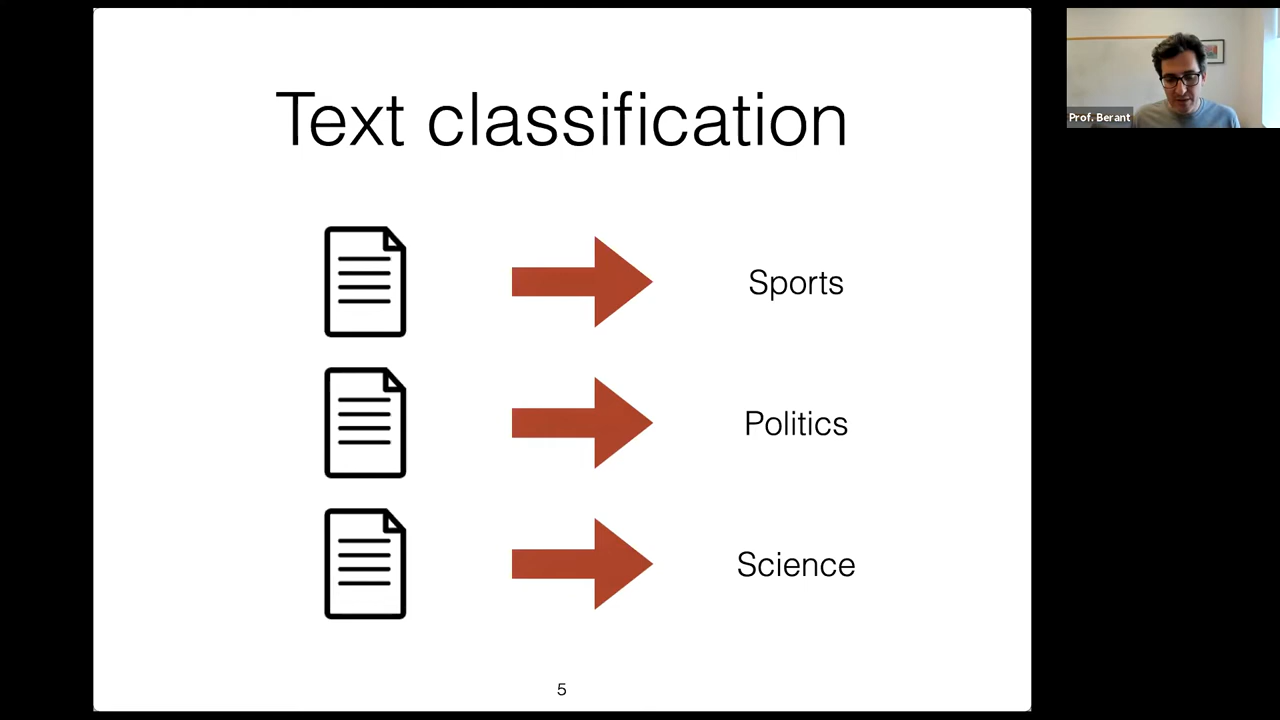 Text classification
Sports
Politics
Science
5
Prof. Berant